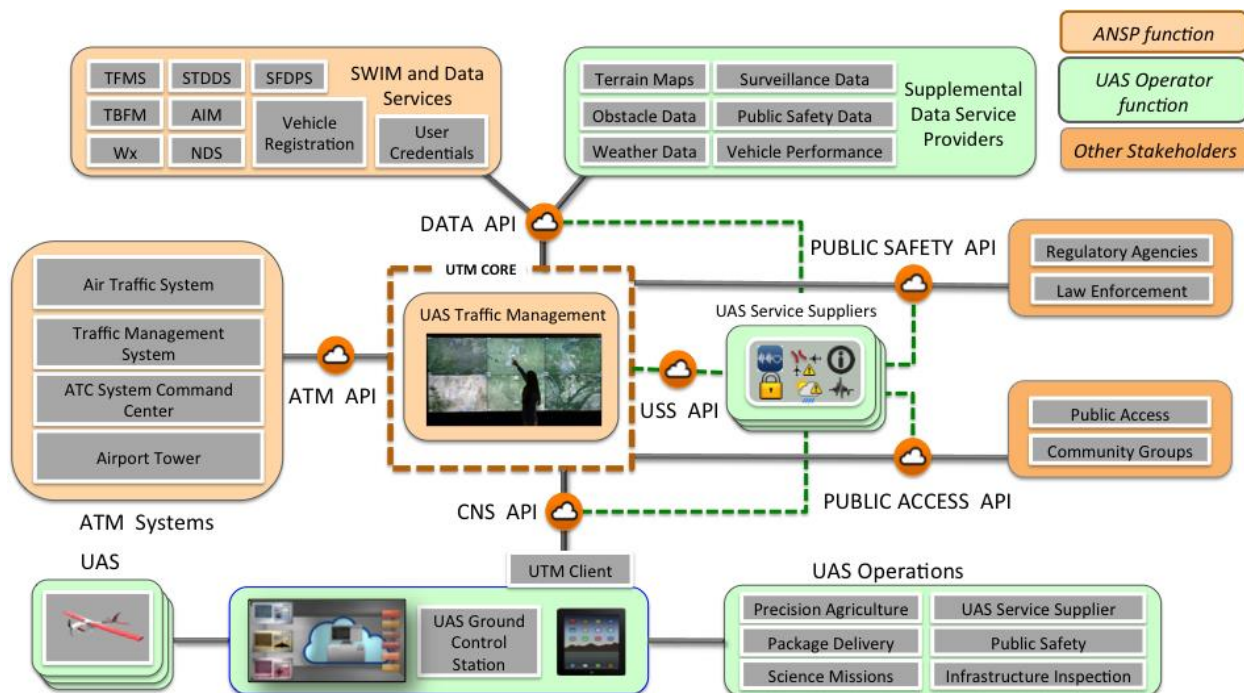 TFMS
STDDS
SFDPS
SWIM and Data
Services
TBFM
AIM
Vehicle
Registration
User
Credentials
Wx
NDS
Terrain Maps
Surveillance Data
Supplemental
Data Service
Providers
Obstacle Data
Public Safety Data
Weather Data
Vehicle Performance
ANSP function
UAS Operator
function
Other Stakeholders
DATA API
PUBLIC SAFETY API
Regulatory Agencies
Law Enforcement
Air Traffic System
Traffic Management
System
ATC System Command
Center
Airport Tower
ATM Systems
ATM API
UTM CORE
UAS Traffic Management
USS API
UAS Service Suppliers
Public Access
Community Groups
PUBLIC ACCESS API
CNS API
UTM Client
UAS
UAS Ground
Control
Station
UAS Operations
Precision Agriculture
UAS Service Supplier
Package Delivery
Public Safety
Science Missions
Infrastructure Inspection